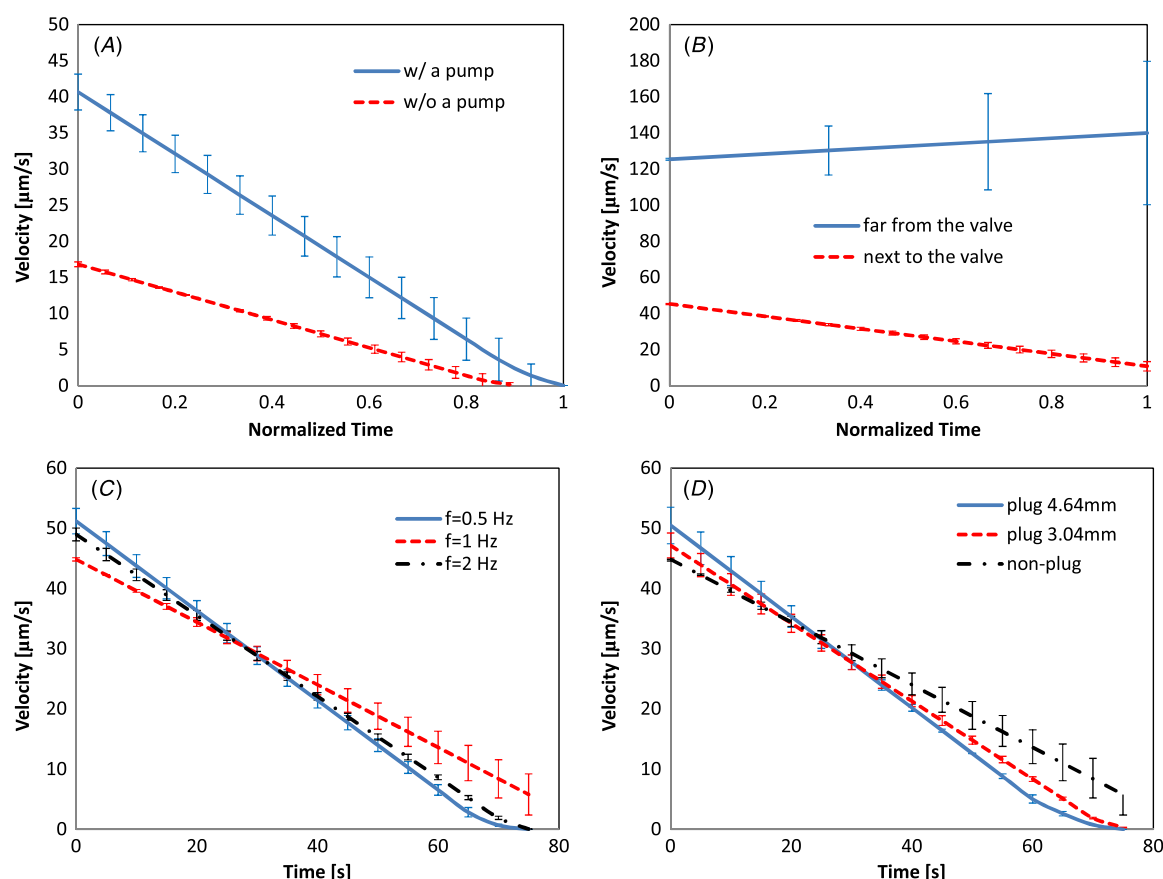 (A)
50
45
40
35
30
25
20
15
10
5
0
Velocity [µm/s]
w/ a pump
w/o a pump
0 0.2 0.4 0.6 0.8 1
Normalized Time
(B)
200
180
160
140
120
100
80
60
40
20
0
Velocity [µm/s]
far from the valve
next to the valve
0 0.2 0.4 0.6 0.8 1
Normalized Time
(C)
60
50
40
30
20
10
0
Velocity [µm/s]
f=0.5 Hz
f=1 Hz
f=2 Hz
0 20 40 60 80
Time [s]
(D)
60
50
40
30
20
10
0
Velocity [µm/s]
plug 4.64mm
plug 3.04mm
non-plug
0 20 40 60 80
Time [s]